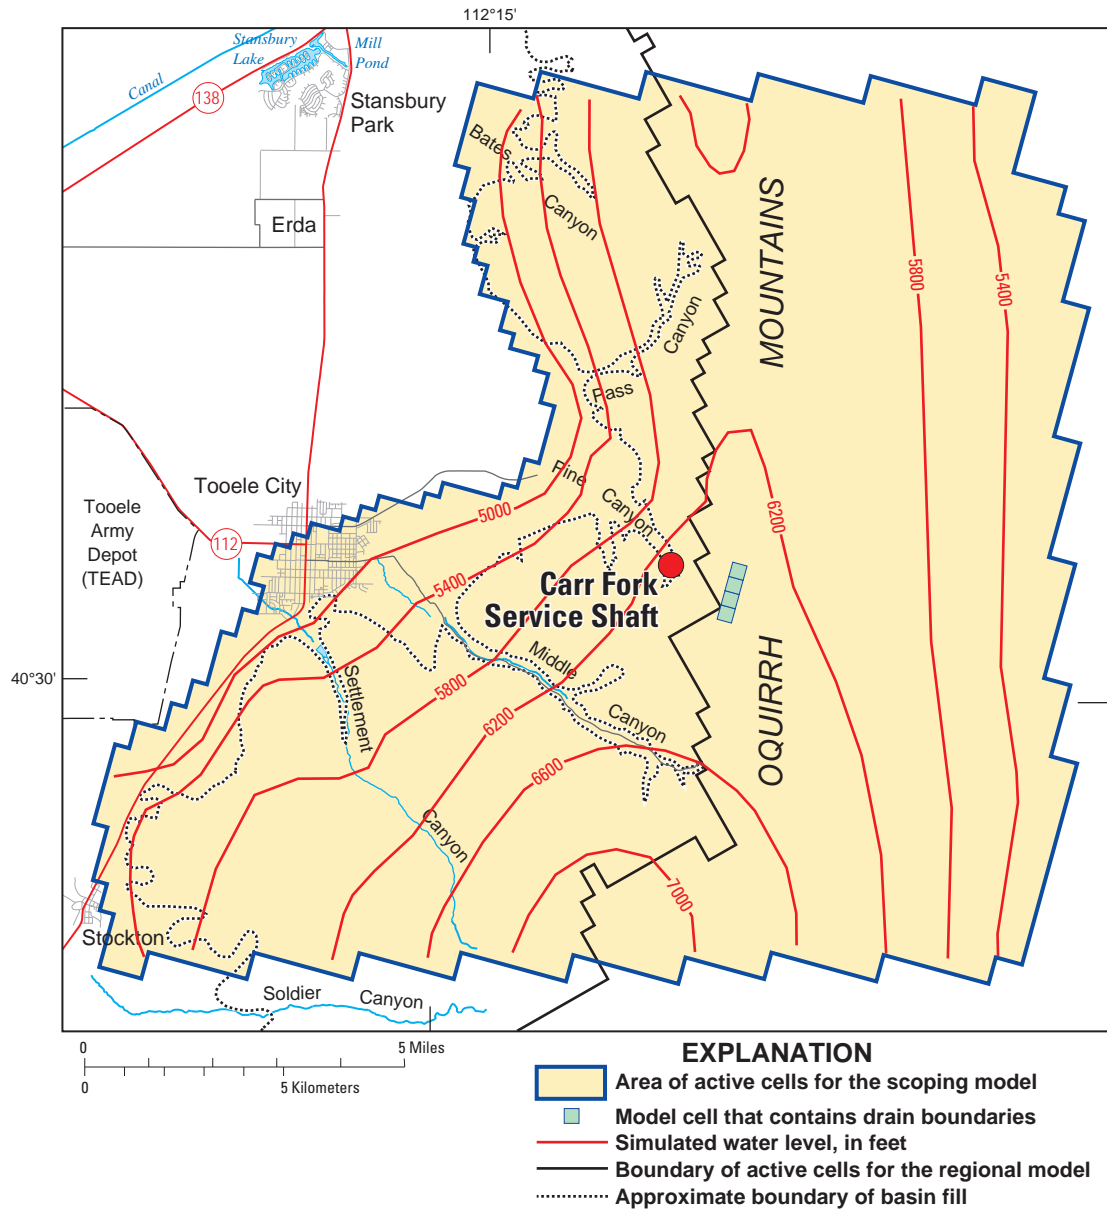 112°15'
Stansbury
Lake
Mill
Pond
Canal
138
Stansbury
Park
Bates
Canyon
Erda
MOUNTAINS
5800
5400
Canyon
Pass
Tooele City
Pine
Canyon
5000
6200
Tooele
Army
Depot
(TEAD)
112
5400
Carr Fork
Service Shaft
40°30'
Settlement
Middle
Canyon
5800
6200
6600
OQUIRRH
Canyon
7000
Stockton
Soldier Canyon
0 5 Miles
0 5 Kilometers
EXPLANATION
Area of active cells for the scoping model
Model cell that contains drain boundaries
Simulated water level, in feet
Boundary of active cells for the regional model
Approximate boundary of basin fill